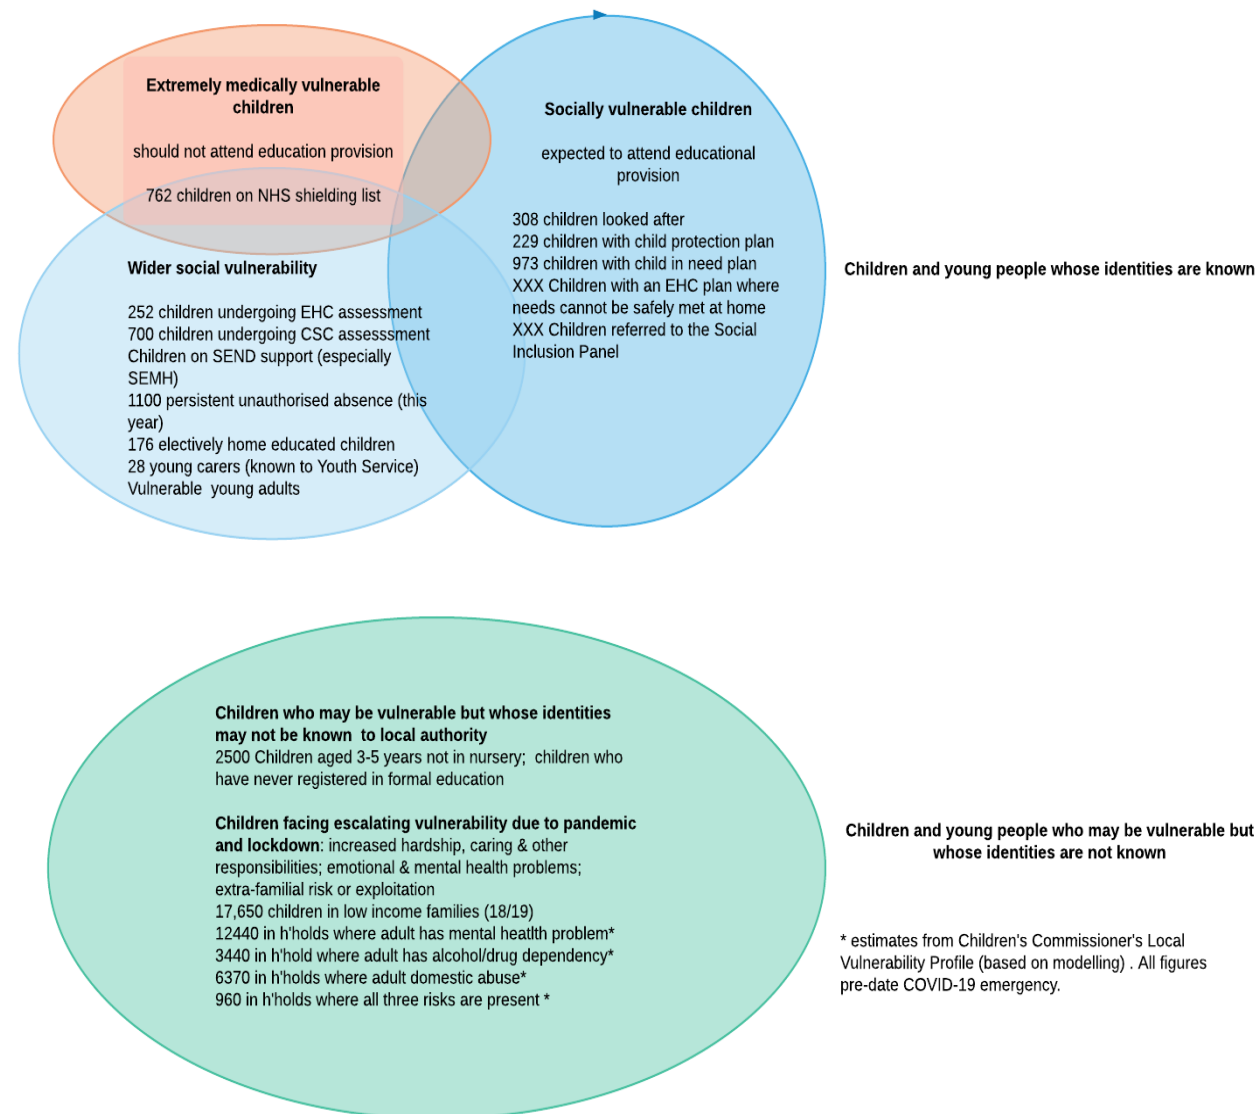 Extremely medically vulnerable
children
should not attend education provision
762 children on NHS shielding list
Socially vulnerable children
expected to attend educational
provision
308 children looked after
229 children with child protection plan
973 children with child in need plan
XXX Children with an EHC plan where
needs cannot be safely met at home
XXX Children referred to the Social
Inclusion Panel
Children and young people whose identities are known
Wider social vulnerability
252 children undergoing EHC assessment
700 children undergoing CSC assesssment
Children on SEND support (especially
SEMH)
1100 persistent unauthorised absence (this
year)
176 electively home educated children
28 young carers (known to Youth Service)
Vulnerable  young adults
Children who may be vulnerable but whose identities
may not be known  to local authority
2500 Children aged 3-5 years not in nursery;  children who
have never registered in formal education
Children facing escalating vulnerability due to pandemic
and lockdown: increased hardship, caring & other
responsibilities; emotional & mental health problems;
extra-familial risk or exploitation
17,650 children in low income families (18/19)
12440 in h'holds where adult has mental heatlth problem*
3440 in h'hold where adult has alcohol/drug dependency*
6370 in h'holds where adult domestic abuse*
960 in h'holds where all three risks are present *
Children and young people who may be vulnerable but
whose identities are not known
* estimates from Children's Commissioner's Local
Vulnerability Profile (based on modelling) . All figures
pre-date COVID-19 emergency.